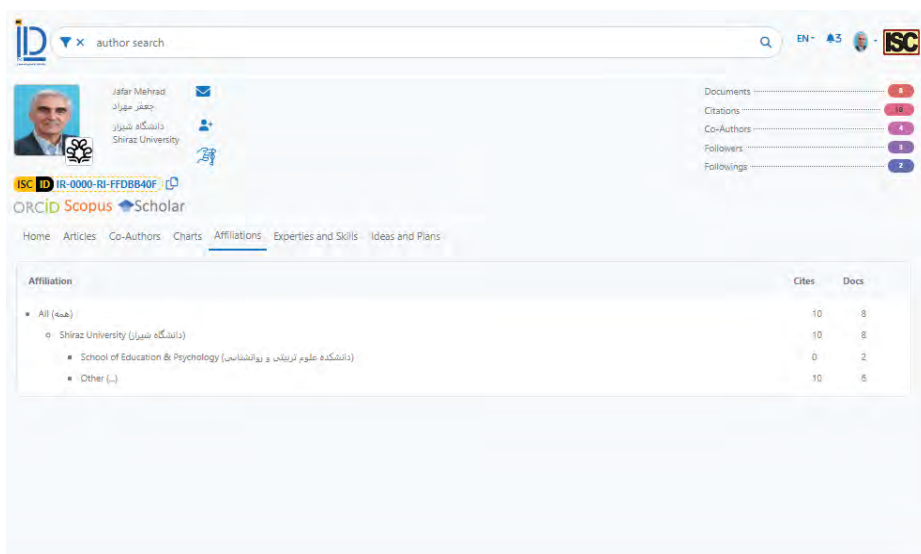 ID
author search
EN
3
ISC
Jafar Mehrad
جعفر مهراد
دانشگاه شیراز
Shiraz University
Documents 8
Citations 10
Co-Authors 4
Followers 3
Followings 2
ISC ID IR-0000-RI-FFDBB40F
ORCID Scopus Scholar
Home Articles Co-Authors Charts Affiliations Experties and Skills Ideas and Plans
Affiliation Cites Docs
All (همه) 10 8
Shiraz University (دانشگاه شیراز) 10 8
School of Education & Psychology (دانشکده علوم تربیتی و روانشناسی) 0 2
Other (...) 10 6